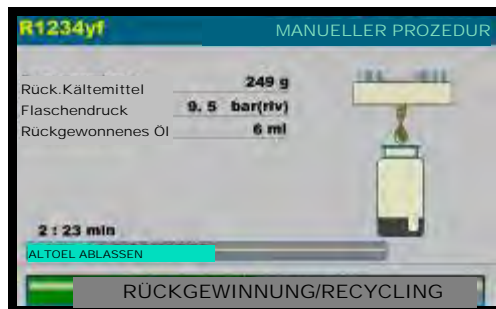 R1234yf MANUELLER PROZEDUR
Rück.Kältemittel 249 g
Flaschendruck 9.5 bar(rlv)
Rückgewonnenes Öl 6 ml
2:23 min
ALTOEL ABLASSEN
RÜCKGEWINNUNG/RECYCLING